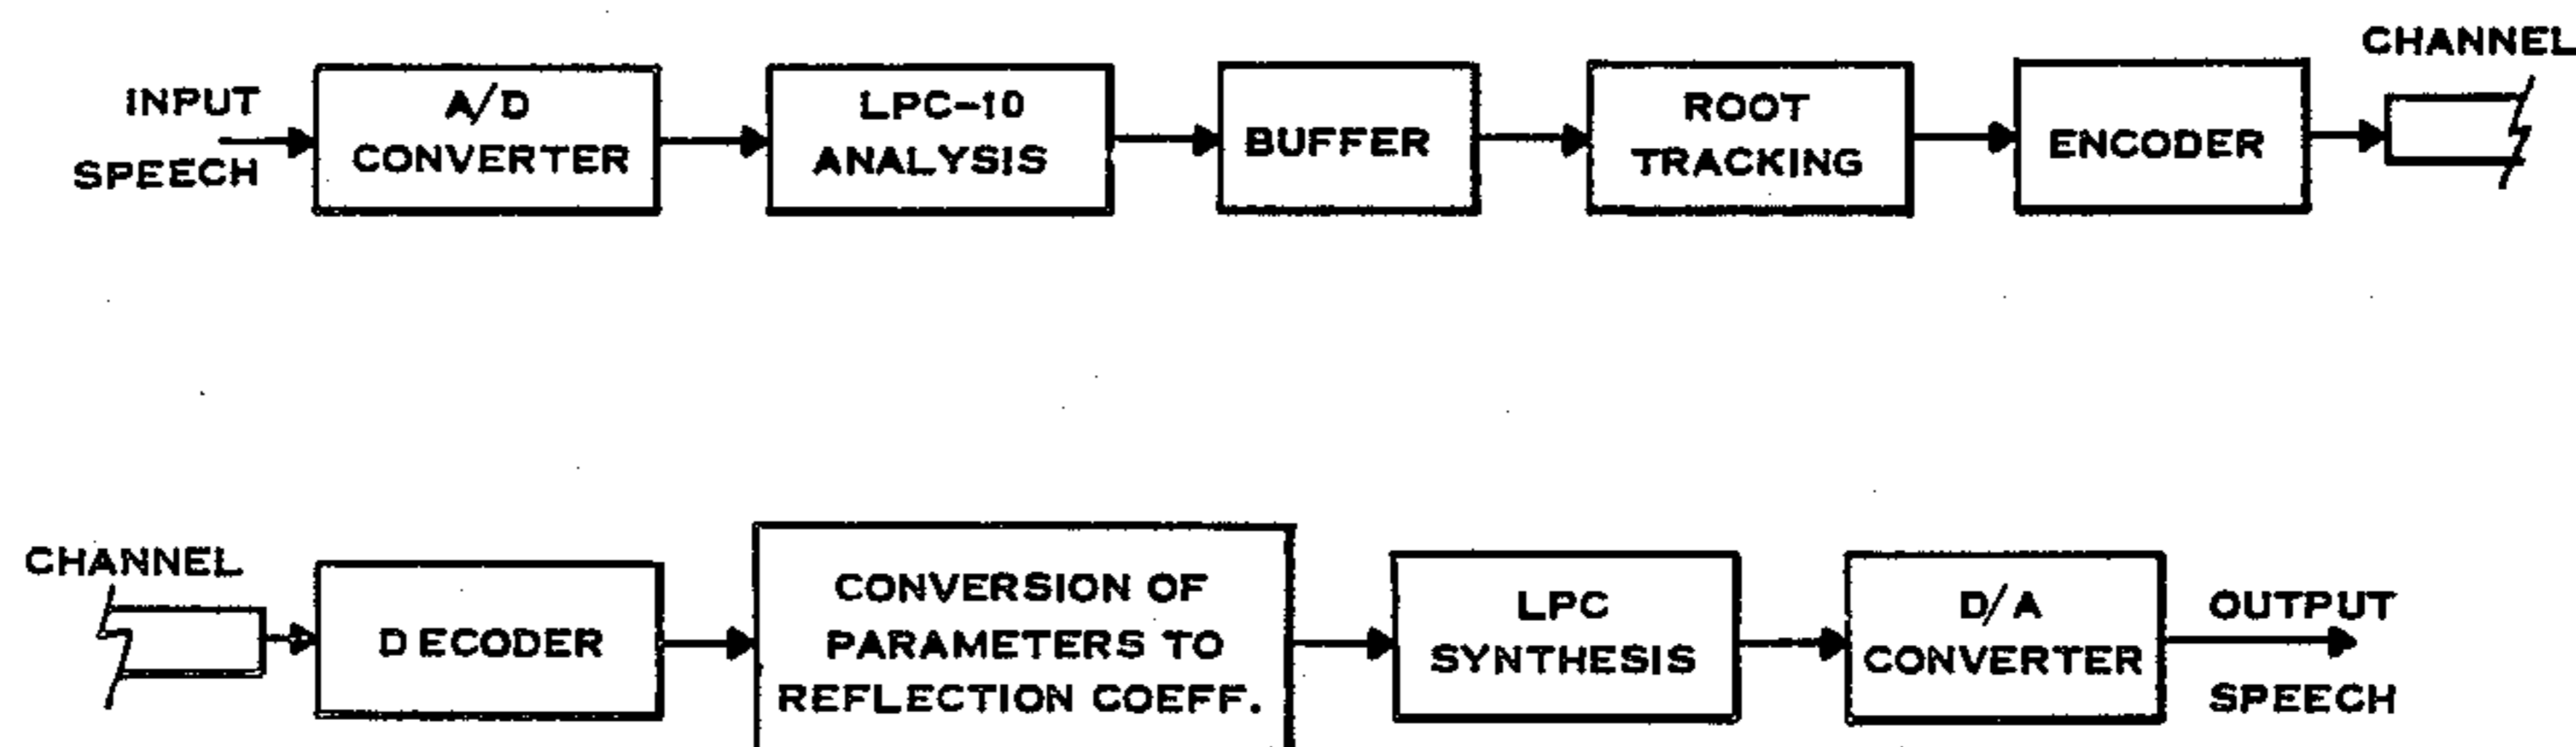 INPUT
SPEECH
A/D
CONVERTER
LPC-10
ANALYSIS
BUFFER
ROOT
TRACKING
ENCODER
CHANNEL
CHANNEL
DECODER
CONVERSION OF
PARAMETERS TO
REFLECTION COEFF.
LPC
SYNTHESIS
D/A
CONVERTER
OUTPUT
SPEECH